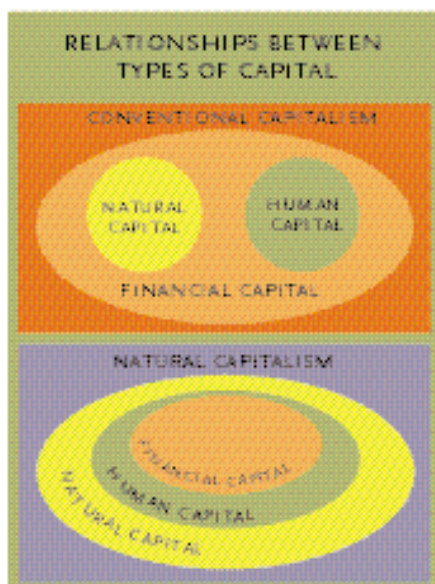 RELATIONSHIPS BETWEEN
TYPES OF CAPITAL
CONVENTIONAL CAPITALISM
NATURAL
CAPITAL
HUMAN
CAPITAL
FINANCIAL CAPITAL
NATURAL CAPITALISM
FINANCIAL CAPITAL
HUMAN CAPITAL
NATURAL CAPITAL